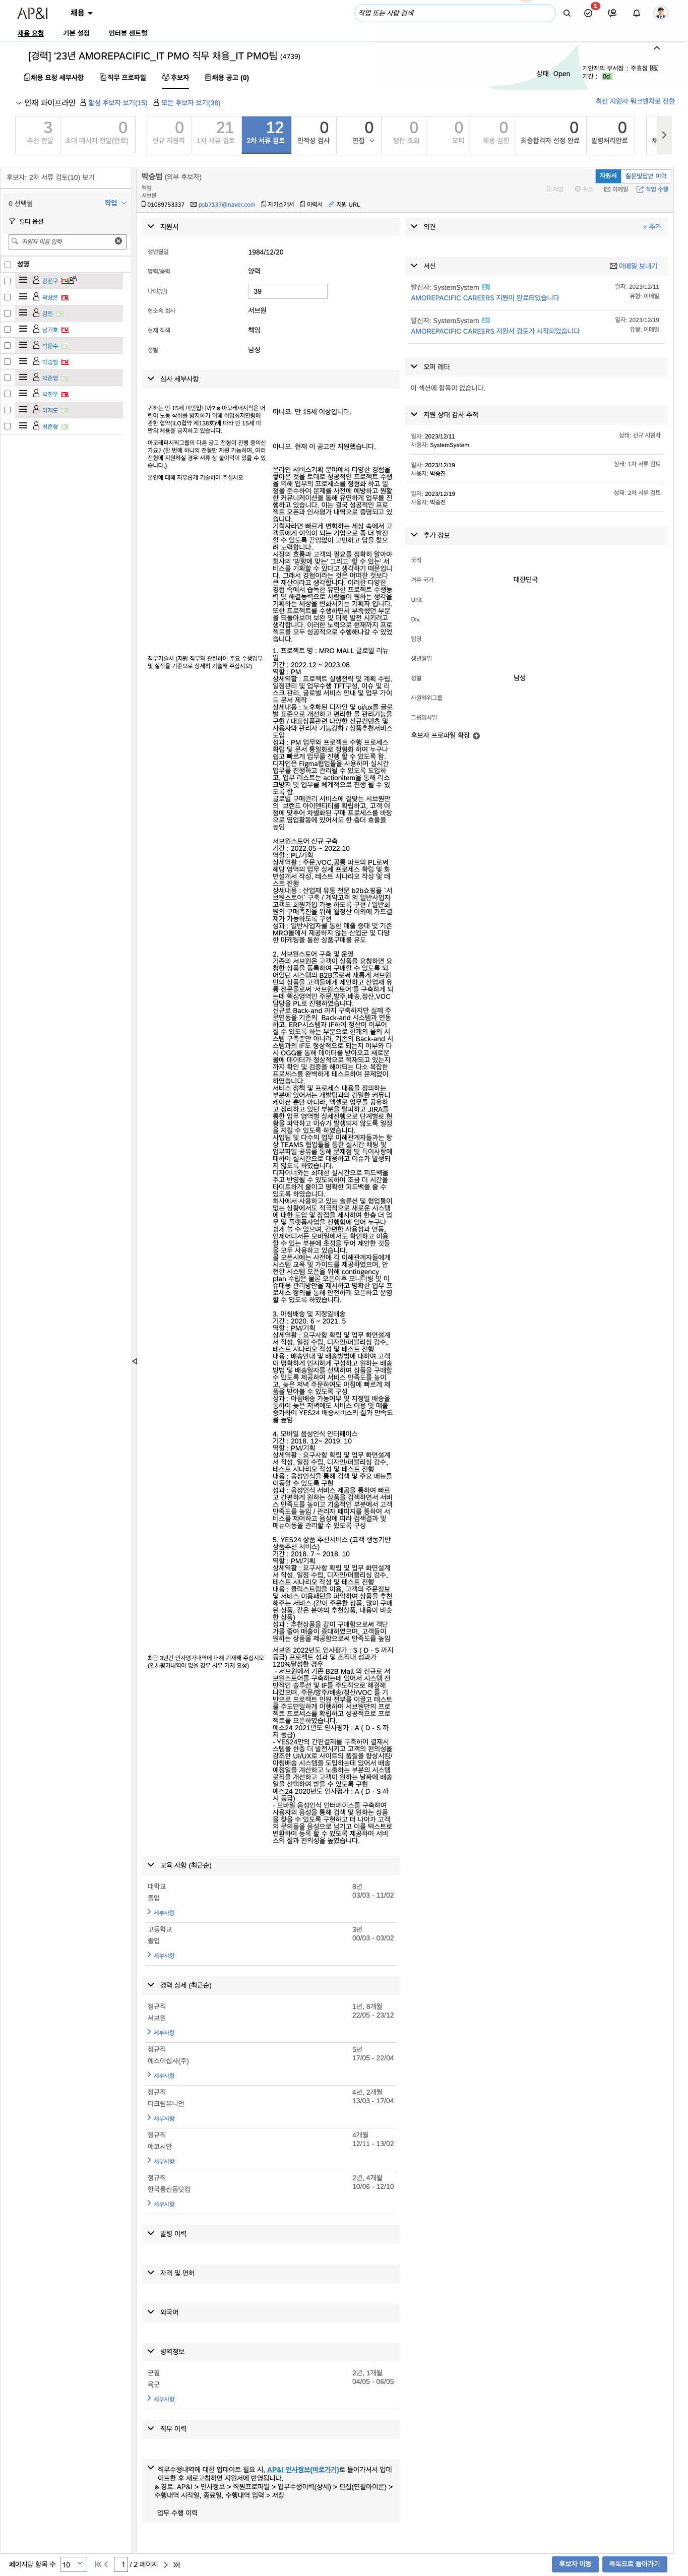 AP&I
채용
작업 또는 사람 검색
1
채용 요청
기본 설정
인터뷰 센트럴
[경력] '23년 AMOREPACIFIC_IT PMO 직무 채용_IT PMO팀 (4739)
채용 요청 세부사항
직무 프로파일
후보자
채용 공고 (0)
상태 Open
기안자의 부서장 : 주효정
기간 : 0d
인재 파이프라인
활성 후보자 보기(15)
모든 후보자 보기(38)
최신 지원자 워크벤치로 전환
3
추천 전달
0
초대 메시지 전달(완료)
0
신규 지원자
21
1차 서류 검토
12
2차 서류 검토
0
인적성 검사
0
면접
0
평판 조회
0
오퍼
0
채용 검진
0
최종합격자 선정 완료
0
발령처리완료
후보자: 2차 서류 검토(10) 보기
0 선택됨
작업
필터 옵션
지원자 이름 입력
성명
강진구
곽상은
김민
남기호
박문수
박승범
박준엽
박진우
이재도
최준형
박승범 (외부 후보자)
책임
서브원
01089753337
psb7137@naver.com
자기소개서
이력서
지원 URL
지원서
질문및답변 이력
저장
취소
이메일
작업 수행
지원서
생년월일
1984/12/20
양력/음력
양력
나이(만)
39
현소속 회사
서브원
현재 직책
책임
성별
남성
심사 세부사항
귀하는 만 15세 미만입니까? ※ 아모레퍼시픽은 어
린이 노동 착취를 방지하기 위해 취업최저연령에
관한 협약(ILO협약 제138호)에 따라 만 15세 미
만의 채용을 금지하고 있습니다.
아니오. 만 15세 이상입니다.
아모레퍼시픽그룹의 다른 공고 전형이 진행 중이신
가요? (한 번에 하나의 전형만 지원 가능하며, 여러
전형에 지원하실 경우 서류 상 불이익이 있을 수 있
습니다.)
아니오. 현재 이 공고만 지원했습니다.
본인에 대해 자유롭게 기술하여 주십시오
온라인 서비스기획 분야에서 다양한 경험을
쌓아온 것을 토대로 성공적인 프로젝트 수행
을 위해 업무의 프로세스를 정형화 하고 일
정을 준수하여 문제를 사전에 예방하고 원활
한 커뮤니케이션을 통해 유연하게 업무를 진
행하고 있습니다. 이는 결국 성공적인 프로
젝트 오픈과 인사평가 내역으로 증명되고 있
습니다.
기획자라면 빠르게 변화하는 세상 속에서 고
객들에게 이익이 되는 기업으로 좀 더 발전
할 수 있도록 끊임없이 고민하고 답을 찾으
려 노력합니다.
시장의 흐름과 고객의 필요를 정확히 알아야
회사의 '방향에 맞는' 그리고 '할 수 있는' 서
비스를 기획할 수 있다고 생각하기 때문입니
다. 그래서 경험이라는 것은 어떠한 것보다
큰 재산이라고 생각합니다. 이러한 다양한
경험 속에서 습득한 유연한 프로젝트 수행능
력 및 해결능력으로 사람들이 원하는 생각을
기획하는 세상을 변화시키는 기획자 입니다.
또한 프로젝트를 수행하면서 부족했던 부분
을 되돌아보며 보완 및 더욱 발전 시키려고
생각합니다. 이러한 노력으로 현재까지 프로
젝트를 모두 성공적으로 수행해나갈 수 있었
습니다.
직무기술서 (지원 직무와 관련하여 주요 수행업무
및 실적을 기준으로 상세히 기술해 주십시오)
1. 프로젝트 명 : MRO MALL 글로벌 리뉴
얼
기간 : 2022.12 ~ 2023.08
역할 : PM
상세역할 : 프로젝트 실행전략 및 계획 수립,
일정관리 및 업무수행 TFT구성, 이슈 및 리
스크 관리, 글로벌 서비스 안내 및 업무 가이
드 문서 제작
상세내용 : 노후화된 디자인 및 ui/ux를 글로
벌 표준으로 개선하고 편리한 몰 관리기능을
구현 / 대표상품관련 다양한 신규컨텐츠 및
사용자와 관리자 기능강화 / 상품추천서비스
도입
성과 : PM 업무와 프로젝트 수행 프로세스
확립 및 문서 통일화로 정형화 하여 누구나
쉽고 빠르게 업무를 진행 할 수 있도록 함.
디자인은 Figma협업툴을 사용하여 실시간
업무를 진행하고 관리될 수 있도록 도입하
고, 업무 리스트는 actionitem을 통해 리스
크방지 및 업무를 체계적으로 진행 될 수 있
도록 함.
글로벌 구매관리 서비스에 걸맞는 서브원만
의 브랜드 아이덴티티를 확립하고, 고객 여
정에 맞추어 차별화된 구매 프로세스를 바탕
으로 영업활동에 있어서도 한 층더 효율을
높임
서브원스토어 신규 구축
기간 : 2022.05 ~ 2022.10
역할 : PL/기획
상세역할 : 주문,VOC,공통 파트의 PL로써
해당 영역의 업무 상세 프로세스 확립 및 화
면설계서 작성, 테스트 시나리오 작성 및 테
스트 진행
상세내용 : 산업재 유통 전문 b2b쇼핑몰 `서
브원스토어` 구축 / 계약고객 외 일반사업자
고객도 회원가입 가능 하도록 구현 / 일반회
원의 구매촉진을 위해 월정산 이외에 카드결
제가 가능하도록 구현
성과 : 일반사업자를 통한 매출 증대 및 기존
MRO몰에서 제공하지 않는 산업군 및 다양
한 마케팅을 통한 상품구매를 유도
2. 서브원스토어 구축 및 운영
기존의 서브원은 고객이 상품을 요청하면 요
청한 상품을 등록하여 구매할 수 있도록 되
어있던 시스템의 B2B몰로써 새롭게 서브원
만의 상품을 고객들에게 제안하고 산업재 유
통 전문몰로써 '서브원스토어'를 구축하게 되
는데 핵심영역인 주문,발주,배송,정산,VOC
담당을 PL로 진행하였습니다.
신규로 Back-and 까지 구축하지만 실제 주
문연동을 기존의 Back-and 시스템과 연동
하고, ERP시스템과 IF하여 정산이 이루어
질 수 있도록 하는 부분으로 한개의 몰의 시
스템 구축뿐만 아니라, 기존의 Back-and 시
스템과의 IF도 정상적으로 되는지 여부와 다
시 OGG를 통해 데이터를 받아오고 새로운
몰에 데이터가 정상적으로 적재되고 있는지
까지 확인 및 검증을 해야되는 다소 복잡한
프로세스를 완벽하게 테스트하여 문제없이
하였습니다.
서비스 정책 및 프로세스 내용을 정의하는
부분에 있어서는 개발팀과의 긴밀한 커뮤니
케이션 뿐만 아니라, 액셀로 업무를 공유하
고 정리하고 있던 부분을 탈피하고 JIRA를
통한 업무 영역별 상세진행으로 단계별로 현
황을 파악하고 이슈가 발생되지 않도록 일정
을 지킬 수 있도록 하였습니다.
사업팀 및 다수의 업무 이해관계자들과는 항
상 TEAMS 협업툴을 통한 실시간 채팅 및
업무파일 공유를 통해 문제점 및 특이사항에
대하여 실시간으로 대응하고 이슈가 발생되
지 않도록 하였습니다.
디자이너와는 최대한 실시간으로 피드백을
주고 반영될 수 있도록하여 조금 더 시간을
타이트하게 줄이고 명확한 피드백을 줄 수
있도록 하였습니다.
회사에서 사용하고 있는 솔루션 및 협업툴이
없는 상황에서도 적극적으로 새로운 시스템
에 대한 도입 및 장점을 제시하여 한층 더 업
무 및 플랫폼사업을 진행함에 있어 누구나
쉽게 쓸 수 있으며, 간편한 사용성과 연동,
언제어디서든 모바일에서도 확인하고 이용
할 수 있는 부분에 초점을 두어 제안한 것들
을 모두 사용하고 있습니다.
몰 오픈시에는 사전에 각 이해관계자들에게
시스템 교육 및 가이드를 제공하였으며, 안
전한 시스템 오픈을 위해 contingency
plan 수립은 물론 오픈이후 모니터링 및 이
슈대응 관리방안을 제시하고 명확한 업무 프
로세스 정의를 통해 안전하게 오픈하고 운영
할 수 있도록 하였습니다.
3. 아침배송 및 지정일배송
기간 : 2020. 6 ~ 2021. 5
역할 : PM/기획
상세역할 : 요구사항 확립 및 업무 화면설계
서 작성, 일정 수립, 디자인/퍼블리싱 검수,
테스트 시나리오 작성 및 테스트 진행
내용 : 배송안내 및 배송방법에 대하여 고객
이 명확하게 인지하게 구성하고 원하는 배송
방법 및 배송일자를 선택하여 상품을 구매할
수 있도록 제공하여 서비스 만족도를 높이
고, 늦은 저녁 주문하여도 아침에 빠르게 제
품을 받아볼 수 있도록 구성
성과 : 아침배송 가능여부 및 지정일 배송을
통하여 늦은 저녁에도 서비스 이용 및 매출
증가하여 YES24 배송서비스의 질과 만족도
를 높임
4. 모바일 음성인식 인터페이스
기간 : 2018. 12~ 2019. 10
역할 : PM/기획
상세역할 : 요구사항 확립 및 업무 화면설계
서 작성, 일정 수립, 디자인/퍼블리싱 검수,
테스트 시나리오 작성 및 테스트 진행
내용 : 음성인식을 통해 검색 및 주요 메뉴를
이동할 수 있도록 구현
성과 : 음성인식 서비스 제공을 통하여 빠르
고 간편하게 원하는 상품을 검색하면서 서비
스 만족도를 높이고 기술적인 부분에서 고객
만족도를 높임 / 관리자 페이지를 통하여 서
비스를 제어하고 음성에 따라 검색결과 및
메뉴이동을 관리할 수 있도록 구성
5. YES24 상품 추천서비스 (고객 행동기반
상품추천 서비스)
기간 : 2018. 7 ~ 2018. 10
역할 : PM/기획
상세역할 : 요구사항 확립 및 업무 화면설계
서 작성, 일정 수립, 디자인/퍼블리싱 검수,
테스트 시나리오 작성 및 테스트 진행
내용 : 클릭스트림을 이용, 고객의 주문정보
및 서비스 이용패턴을 파악하여 상품을 추천
해주는 서비스 (같이 주문한 상품, 많이 구매
된 상품, 같은 분야의 추천상품, 내용이 비슷
한 상품)
성과 : 추천상품을 같이 구매함으로써 객단
가를 줄여 매출이 증대하였으며, 고객들이
원하는 상품을 제공함으로써 만족도를 높임
최근 3년간 인사평가내역에 대해 기재해 주십시오
(인사평가내역이 없을 경우 사유 기재 요청)
서브원 2022년도 인사평가 : S ( D - S 까지
등급) 프로젝트 성과 및 조직내 성과가
120%달성한 경우
- 서브원에서 기존 B2B Mall 외 신규로 서
브원스토어를 구축하는데 있어서 시스템 전
반적인 솔루션 및 IF를 주도적으로 해결해
나갔으며, 주문/발주/배송/정산/VOC 를 기
반으로 프로젝트 인원 전부를 이끌고 테스트
를 주도면밀하게 이행하여 서브원만의 프로
젝트 프로세스를 확립하고 성공적으로 프로
젝트를 오픈하였습니다.
예스24 2021년도 인사평가 : A ( D - S 까
지 등급)
- YES24만의 간편결제를 구축하여 결제시
스템을 한층 더 발전시키고 고객의 편의성을
강조한 UI/UX로 사이트의 품질을 향상시킴/
아침배송 시스템을 도입하는데 있어서 배송
예정일을 계산하고 노출하는 부분의 시스템
로직을 개선하고 고객이 원하는 날짜에 배송
일을 선택하여 받을 수 있도록 구현
예스24 2020년도 인사평가 : A ( D - S 까
지 등급)
- 모바일 음성인식 인터페이스를 구축하여
사용자의 음성을 통해 검색 및 원하는 상품
을 찾을 수 있도록 구현하고 더 나아가 고객
의 문의들을 음성으로 남기고 이를 텍스트로
변환하여 등록 할 수 있도록 제공하여 서비
스의 질과 편의성을 높였습니다.
교육 사항 (최근순)
대학교
8년
졸업
03/03 - 11/02
세부사항
고등학교
3년
졸업
00/03 - 03/02
세부사항
경력 상세 (최근순)
정규직
1년, 8개월
서브원
22/05 - 23/12
세부사항
정규직
5년
예스이십사(주)
17/05 - 22/04
세부사항
정규직
4년, 2개월
더크림유니언
13/03 - 17/04
세부사항
정규직
4개월
에코시안
12/11 - 13/02
세부사항
정규직
2년, 4개월
한국통신돔닷컴
10/06 - 12/10
세부사항
발령 이력
자격 및 면허
외국어
병역정보
군필
2년, 1개월
육군
04/05 - 06/05
세부사항
직무 이력
직무수행내역에 대한 업데이트 필요 시, AP&I 인사정보(바로가기)로 들어가셔서 업데
이트한 후 새로고침하면 지원서에 반영됩니다.
※ 경로: AP&I > 인사정보 > 직원프로파일 > 업무수행이력(상세) > 편집(연필아이콘) >
수행내역 시작일, 종료일, 수행내역 입력 > 저장
업무 수행 이력
의견
+ 추가
서신
이메일 보내기
발신자: SystemSystem
일자: 2023/12/11
AMOREPACIFIC CAREERS 지원이 완료되었습니다
유형: 이메일
발신자: SystemSystem
일자: 2023/12/19
AMOREPACIFIC CAREERS 지원서 검토가 시작되었습니다
유형: 이메일
오퍼 레터
이 섹션에 항목이 없습니다.
지원 상태 감사 추적
일자: 2023/12/11
상태: 신규 지원자
사용자: SystemSystem
일자: 2023/12/19
상태: 1차 서류 검토
사용자: 박승진
일자: 2023/12/19
상태: 2차 서류 검토
사용자: 박승진
추가 정보
국적
거주 국가
대한민국
Unit
Div.
팀명
생년월일
성별
남성
사원하위그룹
그룹입사일
후보자 프로파일 확장
페이지당 항목 수
10
1 / 2 페이지
후보자 이동
목록으로 돌아가기